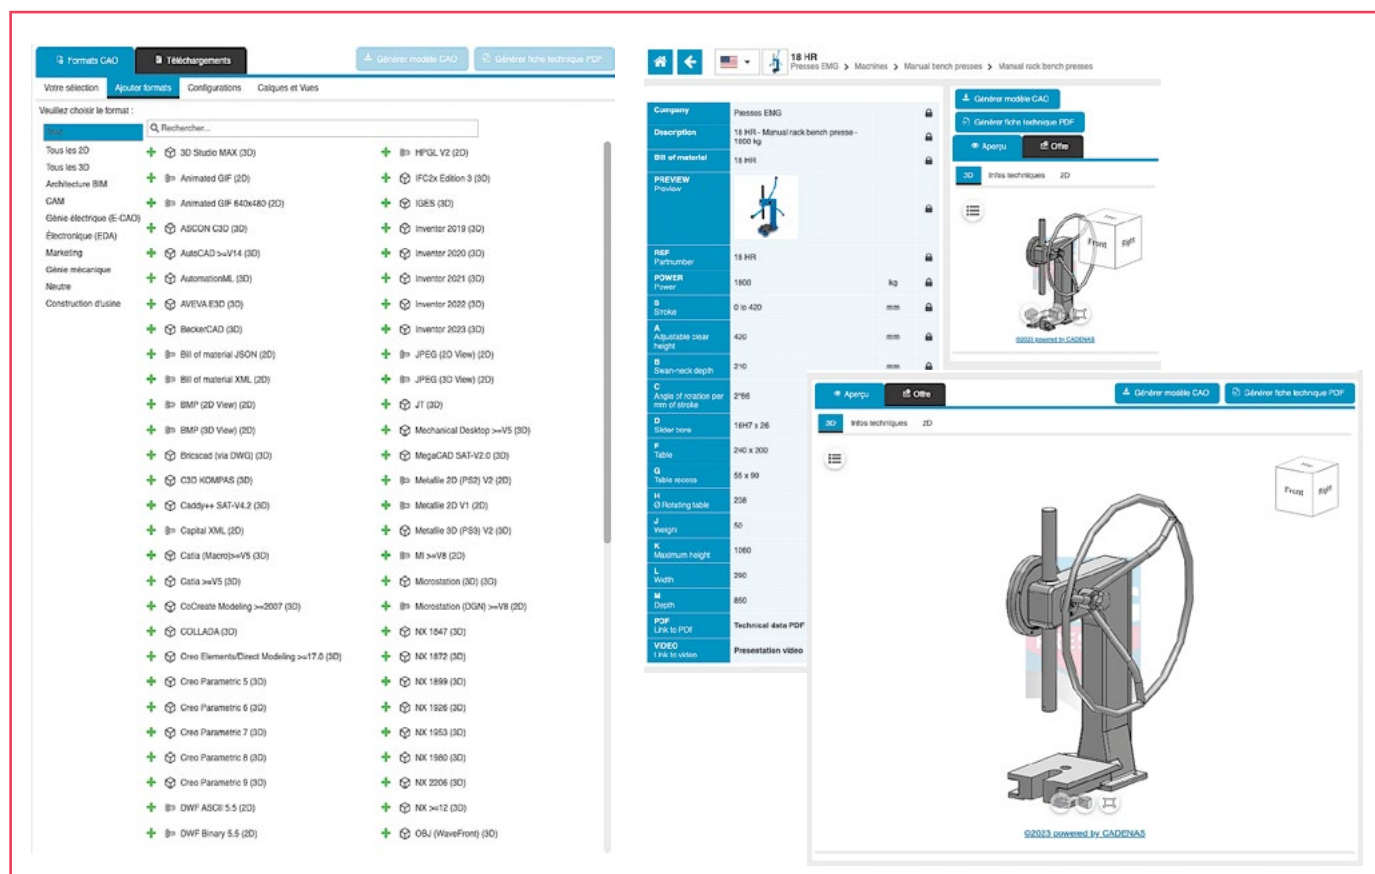 Formats CAO
Téléchargements
Générer modèle CAO
Générer fiche technique PDF
Votre sélection
Ajouter formats
Configurations
Calques et Vues
Veuillez choisir le format :
Tous les 2D
Tous les 3D
Architecture BIM
CAM
Génie électrique (E-CAO)
Électronique (EDA)
Marketing
Génie mécanique
Neutre
Construction d'usine
Rechercher...
3D Studio MAX (3D)
Animated GIF (2D)
Animated GIF 640x480 (2D)
ASCON C3D (3D)
AutoCAD >=V14 (3D)
AutomationML (3D)
AVEVA E3D (3D)
BeckerCAD (3D)
Bill of material JSON (2D)
Bill of material XML (2D)
BMP (2D View) (2D)
BMP (3D View) (2D)
Bricscad (via DWG) (3D)
C3D KOMPAS (3D)
Caddy++ SAT-V4.2 (3D)
Capital XML (2D)
Catia (Macro)>=V5 (3D)
Catia >=V5 (3D)
CoCreate Modeling >=2007 (3D)
COLLADA (3D)
Creo Elements/Direct Modeling >=17.0 (3D)
Creo Parametric 5 (3D)
Creo Parametric 6 (3D)
Creo Parametric 7 (3D)
Creo Parametric 8 (3D)
Creo Parametric 9 (3D)
DWF ASCII 5.5 (2D)
DWF Binary 5.5 (2D)
HPGL V2 (2D)
IFC2x Edition 3 (3D)
IGES (3D)
Inventor 2019 (3D)
Inventor 2020 (3D)
Inventor 2021 (3D)
Inventor 2022 (3D)
Inventor 2023 (3D)
JPEG (2D View) (2D)
JPEG (3D View) (2D)
JT (3D)
Mechanical Desktop >=V5 (3D)
MegaCAD SAT-V2.0 (3D)
Metafile 2D (PS2) V2 (2D)
Metafile 2D V1 (2D)
Metafile 3D (PS3) V2 (3D)
MI >=V8 (2D)
Microstation (3D) (3D)
Microstation (DGN) >=V8 (2D)
NX 1847 (3D)
NX 1872 (3D)
NX 1899 (3D)
NX 1926 (3D)
NX 1953 (3D)
NX 1980 (3D)
NX 2206 (3D)
NX >=12 (3D)
OBJ (WaveFront) (3D)
18 HR
Presses EMG > Machines > Manual bench presses > Manual rack bench presses
Company
Presses EMG
Description
18 HR - Manual rack bench presse -
1800 kg
Bill of material
18 HR
PREVIEW
Preview
REF
Partnumber
18 HR
POWER
Power
1800
kg
S
Stroke
0 to 420
mm
A
Adjustable clear
height
420
mm
B
Swan-neck depth
210
mm
C
Angle of rotation per
mm of stroke
2°86
D
Slider bore
16H7 x 26
F
Table
240 x 200
G
Table recess
55 x 90
H
Ø Rotating table
238
J
Weight
50
K
Maximum height
1060
L
Width
260
M
Depth
850
PDF
Link to PDF
Technical data PDF
VIDEO
Link to video
Presestation video
Générer modèle CAO
Générer fiche technique PDF
Aperçu
Offre
3D
Infos techniques
2D
Front
Right
©2023 powered by CADENAS
Aperçu
Offre
Générer modèle CAO
Générer fiche technique PDF
3D
Infos techniques
2D
Front
Right
©2023 powered by CADENAS